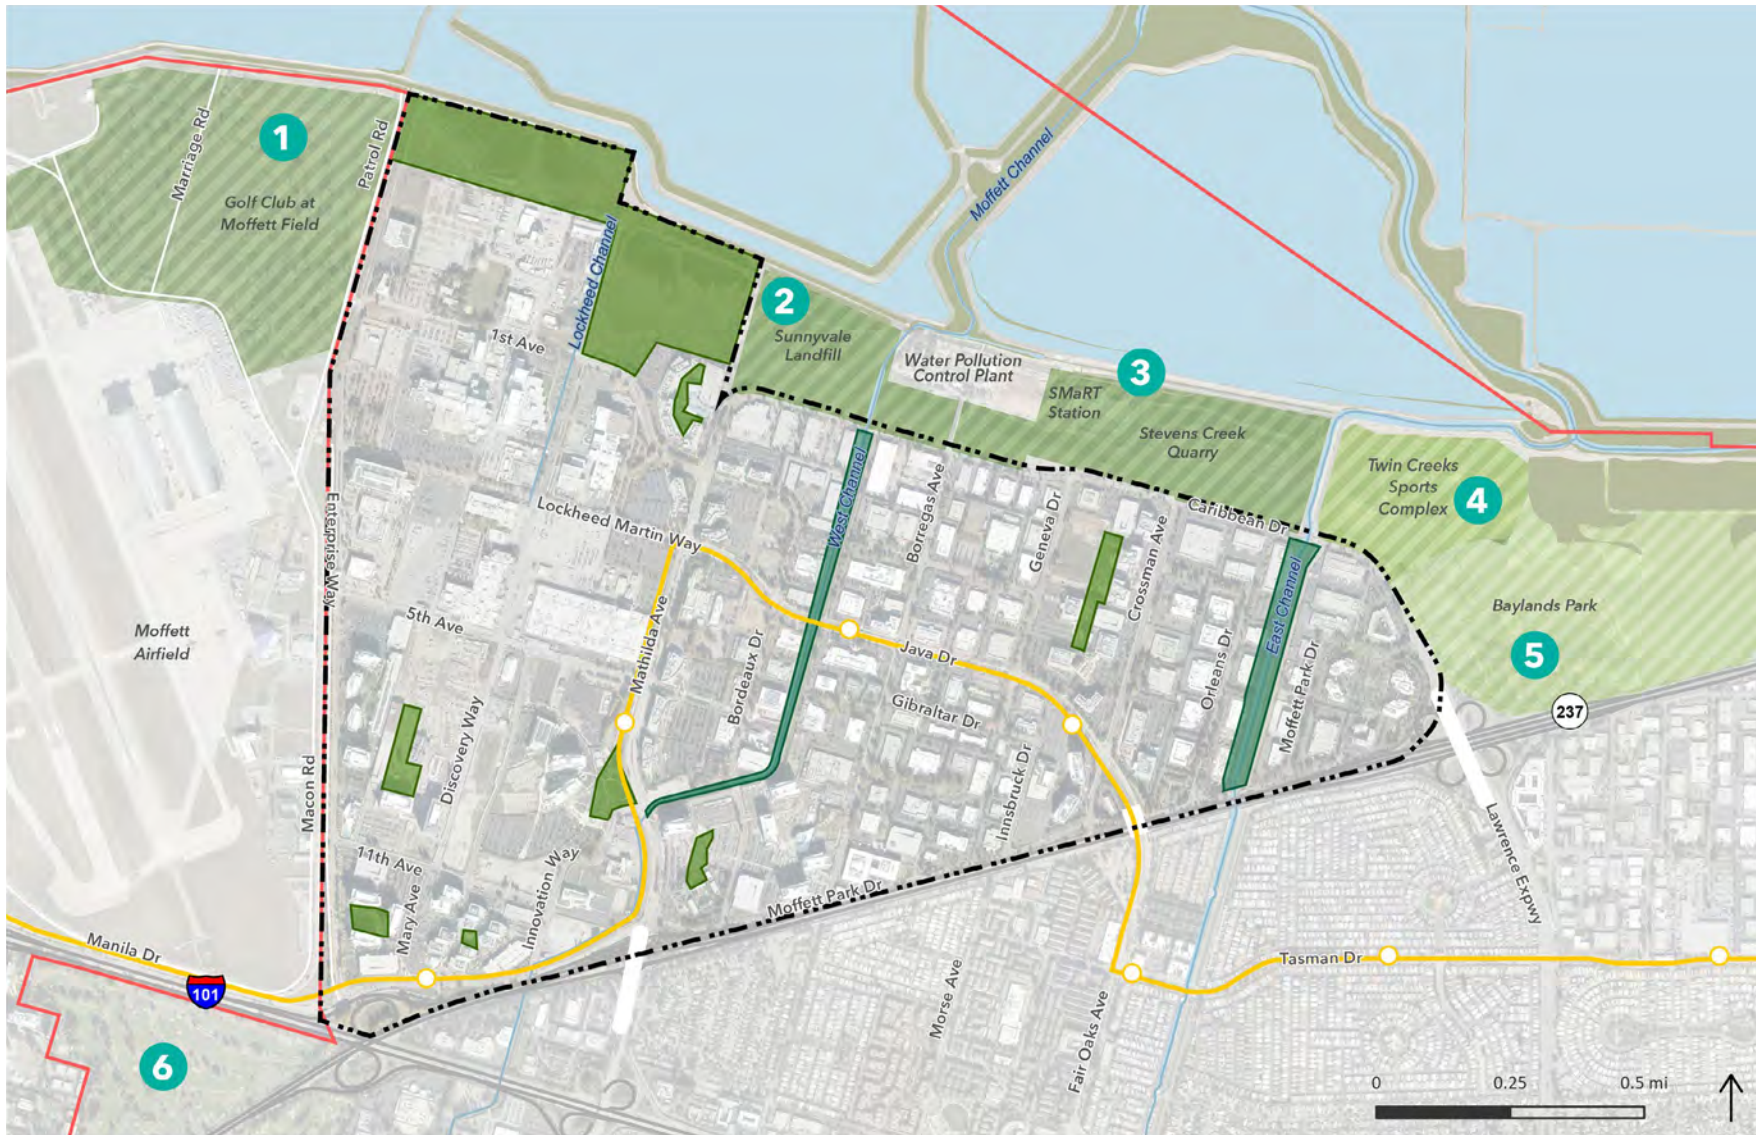 1
Marriage Rd
Patrol Rd
Golf Club at
Moffett Field
Moffett Channel
Lockheed Channel
2
Sunnyvale
Landfill
1st Ave
Water Pollution
Control Plant
3
SMaRT
Station
Stevens Creek
Quarry
Twin Creeks
Sports
Complex
4
West Channel
Borregas Ave
Geneva Dr
Crossman Ave
Caribbean Dr
Lockheed Martin Way
Enterprise Way
East Channel
Baylands Park
5
5th Ave
Moffett
Airfield
Mathilda Ave
Bordeaux Dr
Java Dr
Orleans Dr
Moffett Park Dr
Gibraltar Dr
237
Discovery Way
Macon Rd
Innsbruck Dr
Lawrence Expwy
11th Ave
Mary Ave
Innovation Way
Moffett Park Dr
Manila Dr
101
Morse Ave
Fair Oaks Ave
Tasman Dr
6
0
0.25
0.5 mi